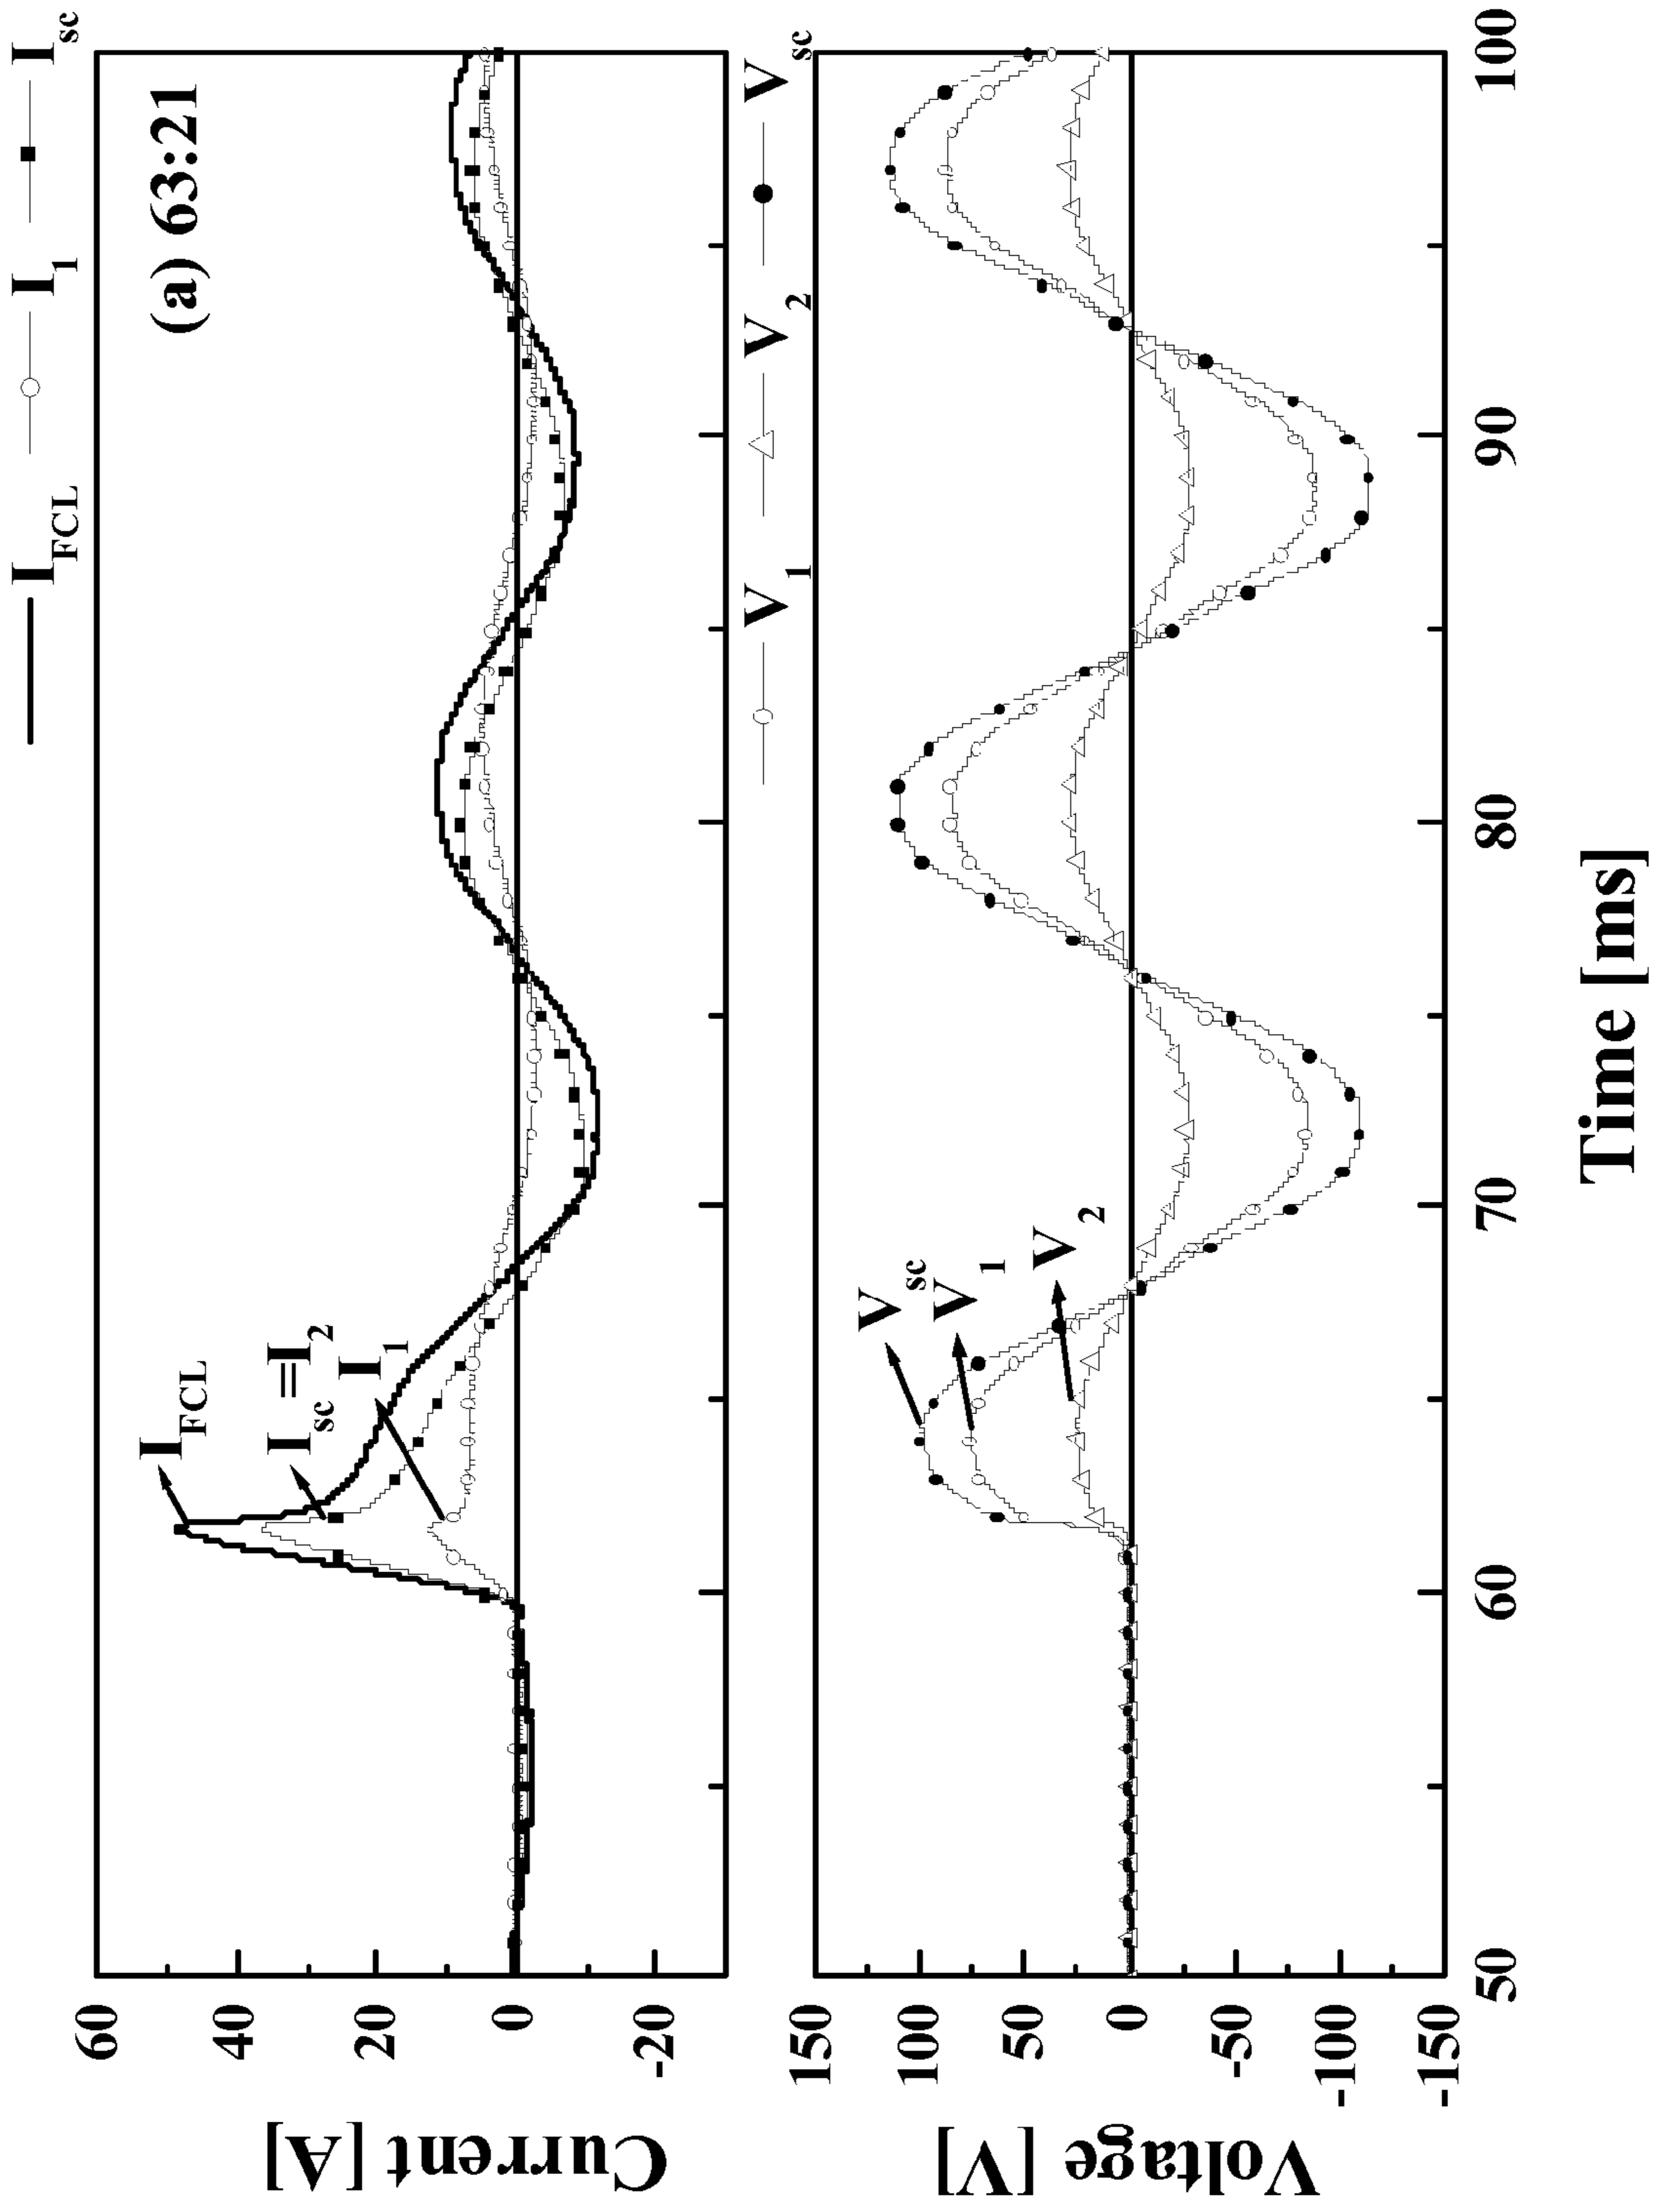 I_FCL I_1 I_sc
(a) 63:21
I_FCL
I_sc=I_2
I_1
60
40
20
0
-20
Current [A]
V_1 V_2 V_sc
V_sc
V_1
V_2
150
100
50
0
-50
-100
-150
Voltage [V]
50 60 70 80 90 100
Time [ms]